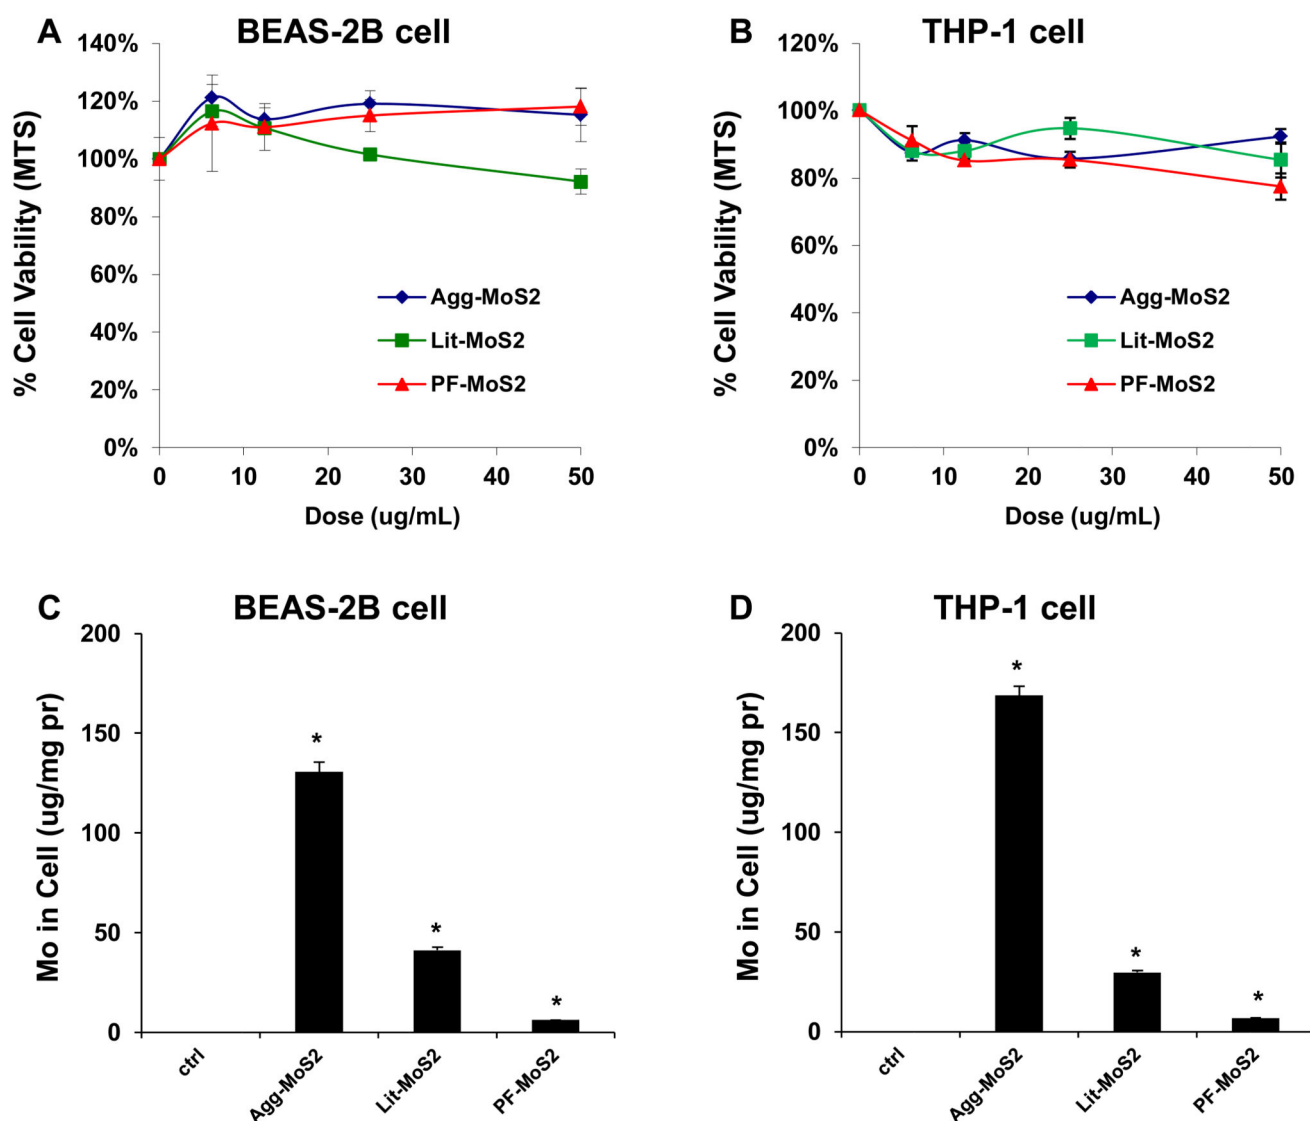 A
BEAS-2B cell
140%
120%
100%
80%
60%
40%
20%
0%
% Cell Vability (MTS)
Agg-MoS2
Lit-MoS2
PF-MoS2
0 10 20 30 40 50
Dose (ug/mL)
B
THP-1 cell
120%
100%
80%
60%
40%
20%
0%
% Cell Vability (MTS)
Agg-MoS2
Lit-MoS2
PF-MoS2
0 10 20 30 40 50
Dose (ug/mL)
C
BEAS-2B cell
200
150
100
50
0
Mo in Cell (ug/mg pr)
*
*
*
ctrl
Agg-MoS2
Lit-MoS2
PF-MoS2
D
THP-1 cell
200
150
100
50
0
Mo in Cell (ug/mg pr)
*
*
*
ctrl
Agg-MoS2
Lit-MoS2
PF-MoS2